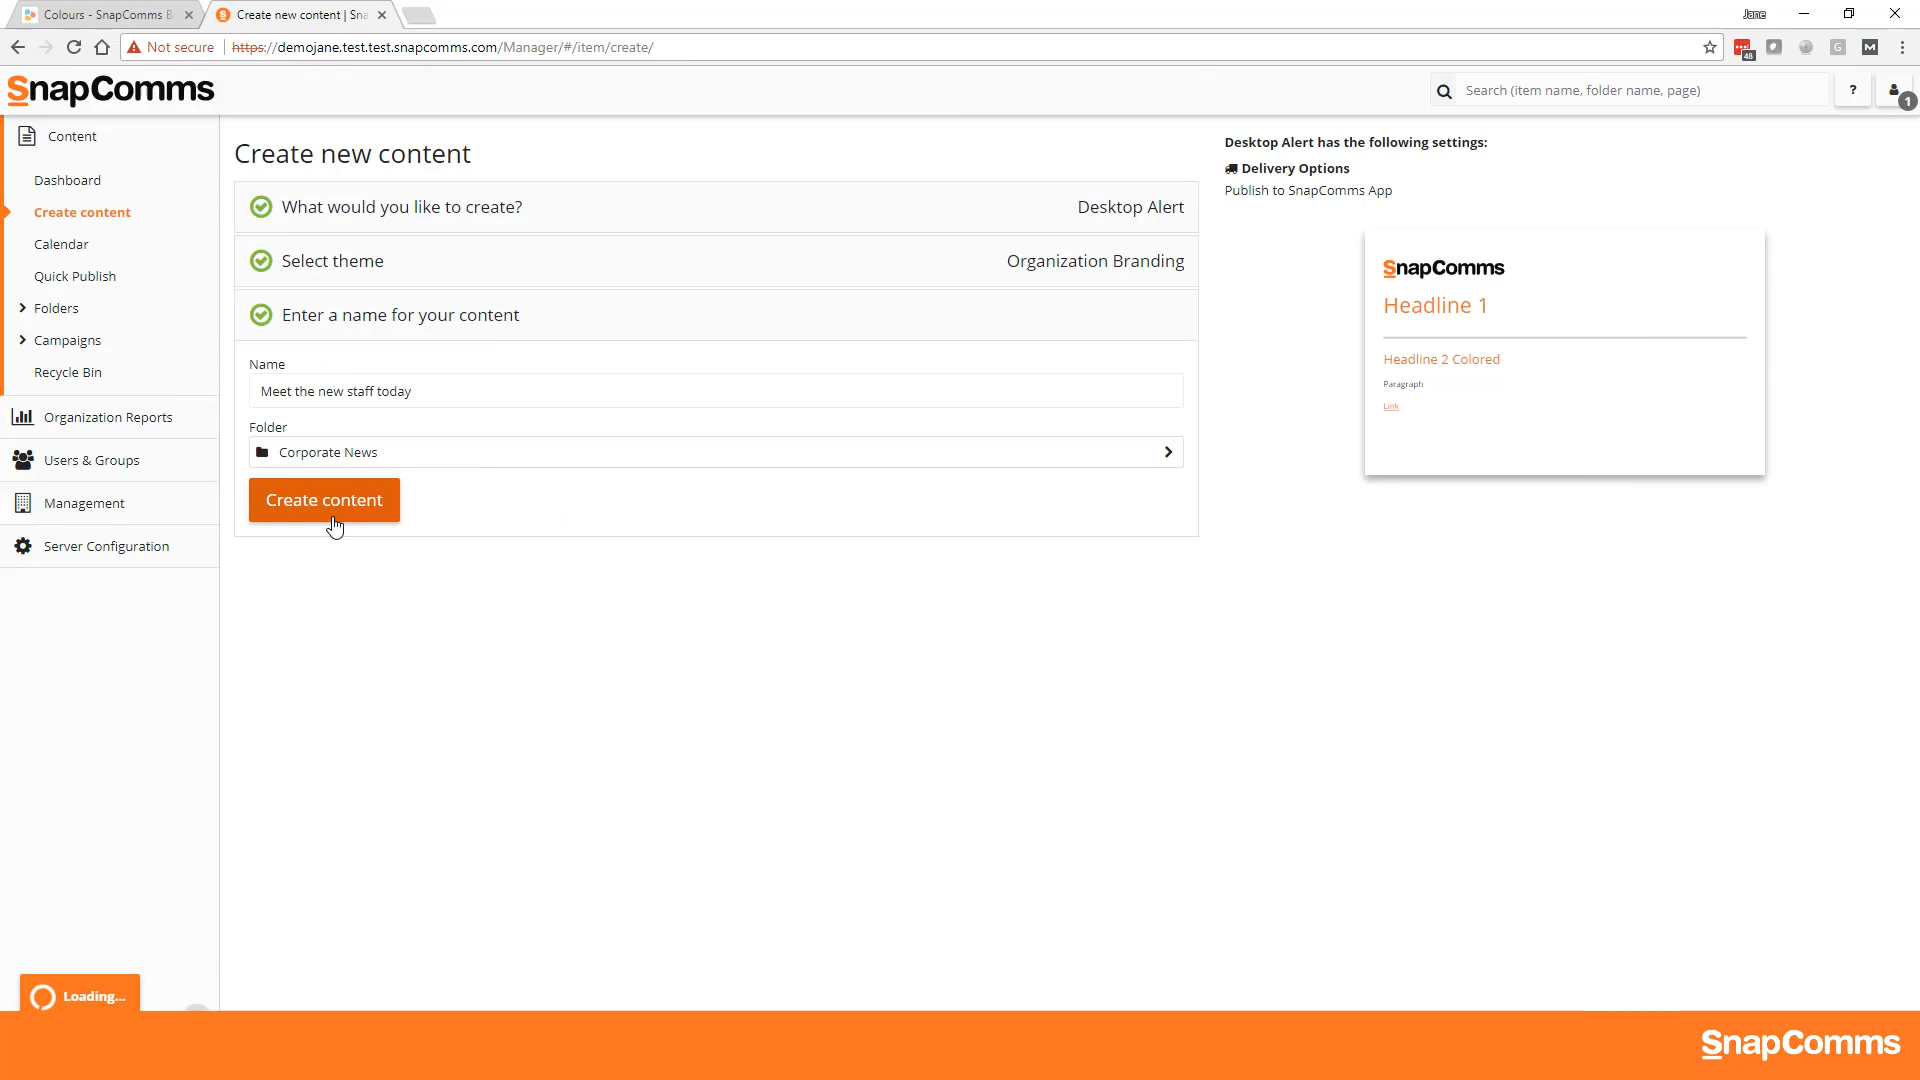 Colours - SnapComms B
Create new content | Sna
Jane
Not secure
https://demojane.test.test.snapcomms.com/Manager/#/item/create/
48
G
M
SnapComms
Search (item name, folder name, page)
?
1
Content
Dashboard
Create content
Calendar
Quick Publish
Folders
Campaigns
Recycle Bin
Organization Reports
Users & Groups
Management
Server Configuration
Create new content
What would you like to create?
Desktop Alert
Select theme
Organization Branding
Enter a name for your content
Name
Meet the new staff today
Folder
Corporate News
Create content
Desktop Alert has the following settings:
Delivery Options
Publish to SnapComms App
SnapComms
Headline 1
Headline 2 Colored
Paragraph
Link
Loading...
SnapComms